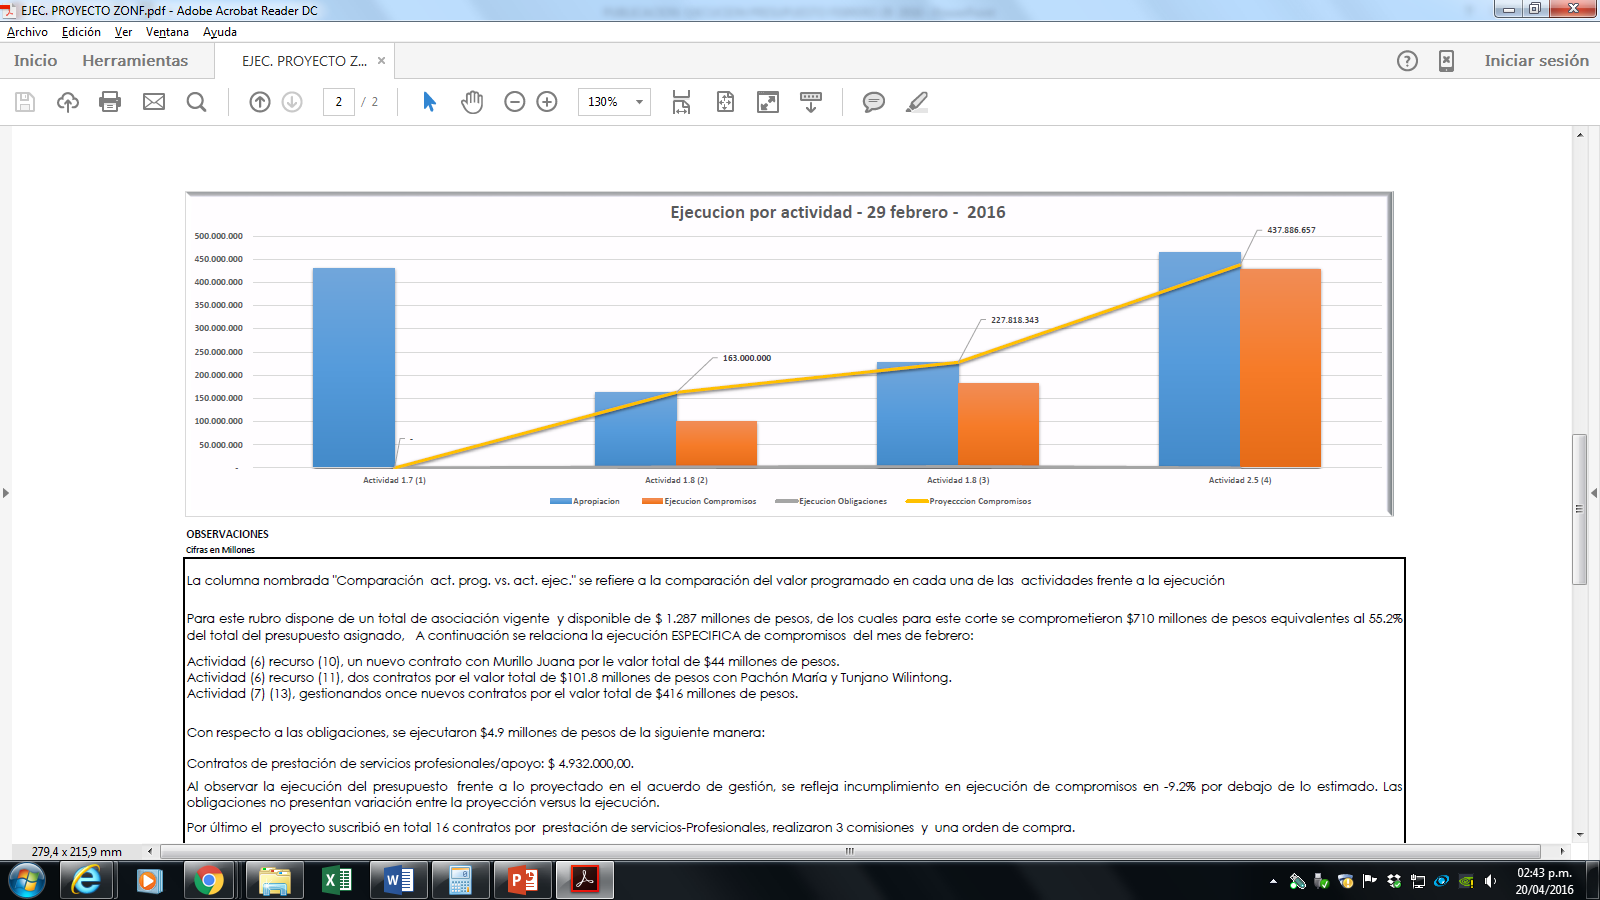 EJEC. PROYECTO ZONF.pdf - Adobe Acrobat Reader DC
Archivo Edición Ver Ventana Ayuda
Inicio Herramientas EJEC. PROYECTO Z... Iniciar sesión
2 / 2 130%
Ejecucion por actividad - 29 febrero - 2016
500.000.000
450.000.000
400.000.000
350.000.000
300.000.000
250.000.000
200.000.000
150.000.000
100.000.000
50.000.000
-
-
163.000.000
227.818.343
437.886.657
Actividad 1.7 (1) Actividad 1.8 (2) Actividad 1.8 (3) Actividad 2.5 (4)
Apropiacion Ejecucion Compromisos Ejecucion Obligaciones Proyecccion Compromisos
OBSERVACIONES
Cifras en Millones
La columna nombrada "Comparación act. prog. vs. act. ejec." se refiere a la comparación del valor programado en cada una de las actividades frente a la ejecución
Para este rubro dispone de un total de asociación vigente y disponible de $ 1.287 millones de pesos, de los cuales para este corte se comprometieron $710 millones de pesos equivalentes al 55.2%
del total del presupuesto asignado, A continuación se relaciona la ejecución ESPECIFICA de compromisos del mes de febrero:
Actividad (6) recurso (10), un nuevo contrato con Murillo Juana por le valor total de $44 millones de pesos.
Actividad (6) recurso (11), dos contratos por el valor total de $101.8 millones de pesos con Pachón María y Tunjano Wilintong.
Actividad (7) (13), gestionandos once nuevos contratos por el valor total de $416 millones de pesos.
Con respecto a las obligaciones, se ejecutaron $4.9 millones de pesos de la siguiente manera:
Contratos de prestación de servicios profesionales/apoyo: $ 4.932.000,00.
Al observar la ejecución del presupuesto frente a lo proyectado en el acuerdo de gestión, se refleja incumplimiento en ejecución de compromisos en -9.2% por debajo de lo estimado. Las
obligaciones no presentan variación entre la proyección versus la ejecución.
Por último el proyecto suscribió en total 16 contratos por prestación de servicios-Profesionales, realizaron 3 comisiones y una orden de compra.
279,4 x 215,9 mm
02:43 p.m.
20/04/2016